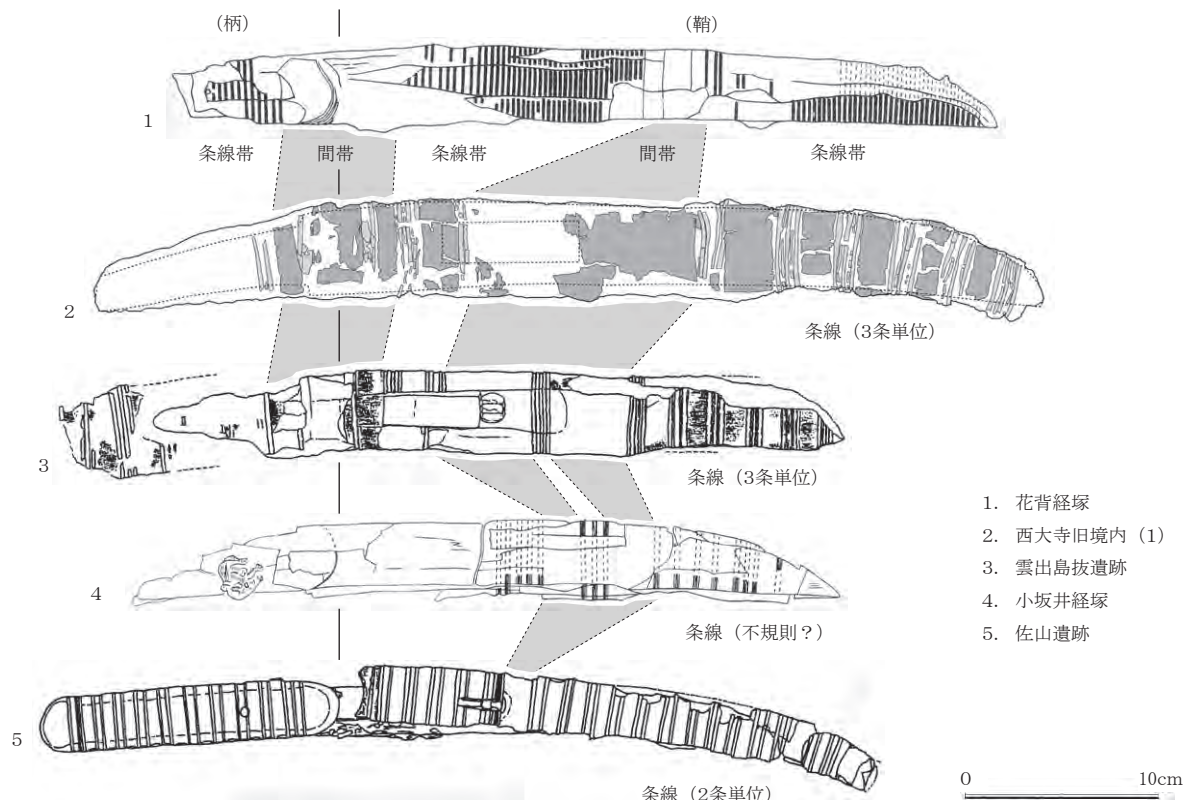 (柄)
(鞘)
1
条線帯
間帯
条線帯
間帯
条線帯
2
条線(3条単位)
3
条線(3条単位)
4
条線(不規則?)
5
条線(2条単位)
1. 花背経塚
2. 西大寺旧境内(1)
3. 雲出島抜遺跡
4. 小坂井経塚
5. 佐山遺跡
0
10cm